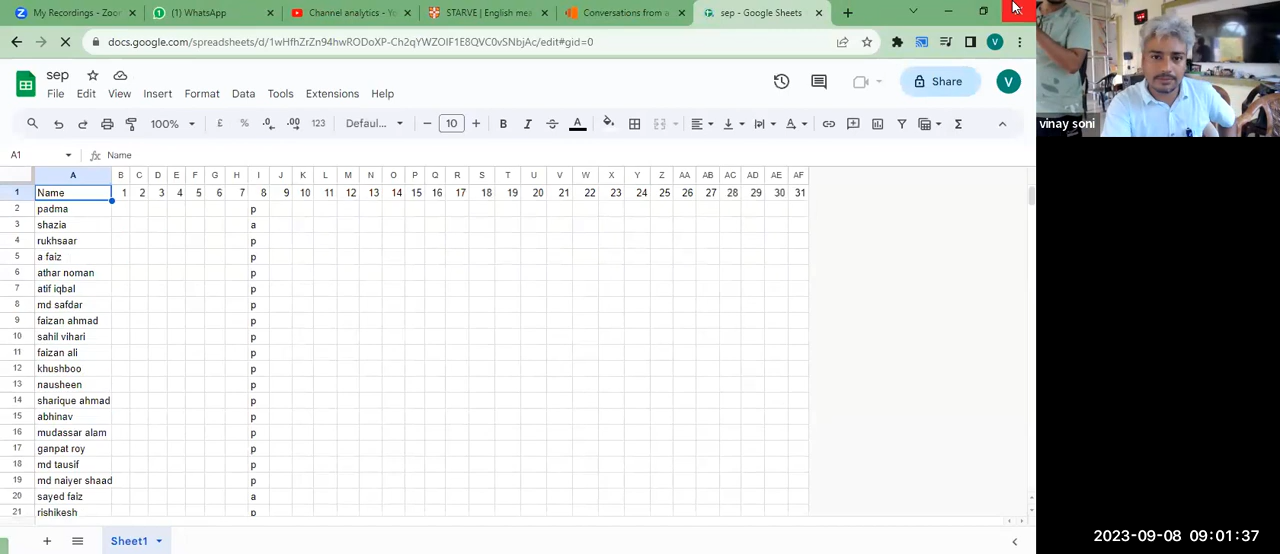 My Recordings - Z
(1) WhatsApp
Channel analytics - Yo
STARVE | English mea
Conversations from a
sep - Google Sheets
docs.google.com/spreadsheets/d/1wHfhZrZn94hwRODoXP-Ch2qYWZOIF1E8QVC0vSNbjAc/edit#gid=0
V
sep
File Edit View Insert Format Data Tools Extensions Help
Share
V
100% £ % .0 .00 123 Defaul... 10 B I A
A1 fx Name
A B C D E F G H I J K L M N O P Q R S T U V W X Y Z AA AB AC AD AE AF
1 Name 1 2 3 4 5 6 7 8 9 10 11 12 13 14 15 16 17 18 19 20 21 22 23 24 25 26 27 28 29 30 31
2 padma p
3 shazia a
4 rukhsaar p
5 a faiz p
6 athar noman p
7 atif iqbal p
8 md safdar p
9 faizan ahmad p
10 sahil vihari p
11 faizan ali p
12 khushboo p
13 nausheen p
14 sharique ahmad p
15 abhinav p
16 mudassar alam p
17 ganpat roy p
18 md tausif p
19 md naiyer shaad p
20 sayed faiz a
21 rishikesh p
Sheet1
vinay soni
2023-09-08 09:01:37